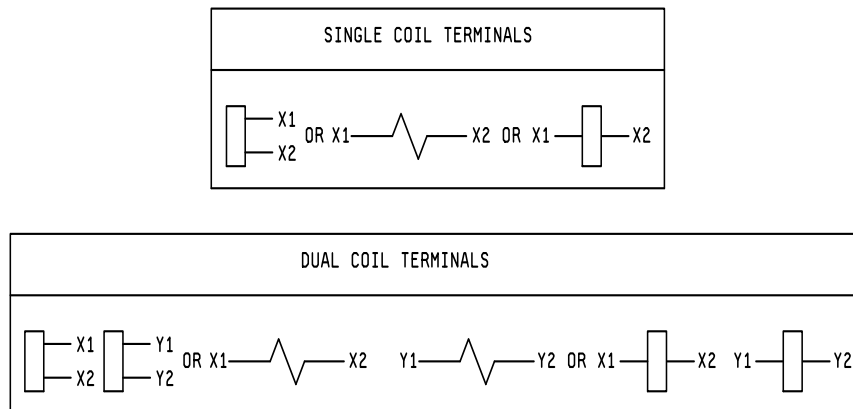 SINGLE COIL TERMINALS
X1
OR X1 X2 OR X1 X2
X2
DUAL COIL TERMINALS
X1 Y1
OR X1 X2 Y1 Y2 OR X1 X2 Y1 Y2
X2 Y2